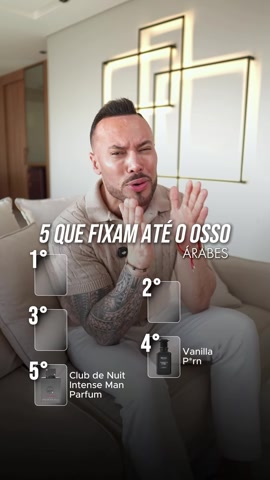 5 QUE FIXAM ATÉ O OSSO
ÁRABES
1°
2°
3°
4°
Vanilla
P*rn
5°
Club de Nuit
Intense Man
Parfum